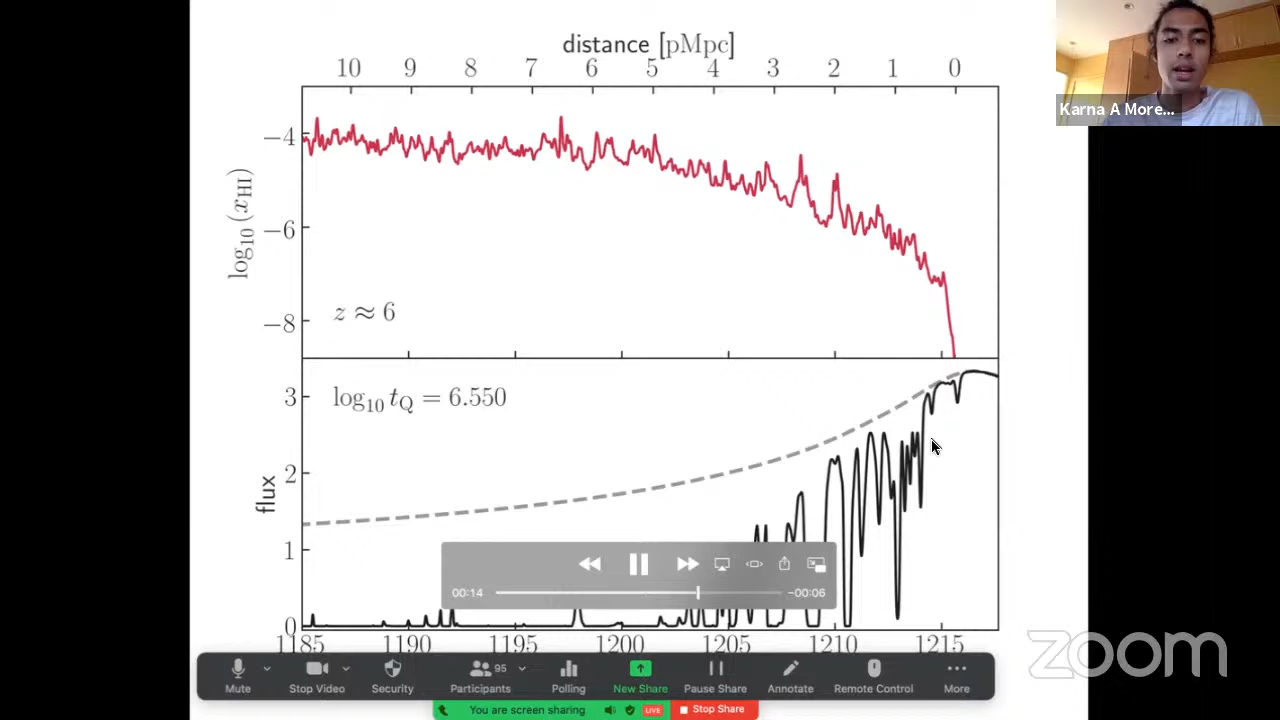 distance [pMpc]
10 9 8 7 6 5 4 3 2 1 0
Karna A More...
−4
log₁₀(x_HI)
−6
z ≈ 6
−8
3
log₁₀ t_Q = 6.550
2
flux
1
00:14 −00:06
0
1185 1190 1195 1200 1205 1210 1215
zoom
95
Mute Stop Video Security Participants Polling New Share Pause Share Annotate Remote Control More
You are screen sharing LIVE Stop Share